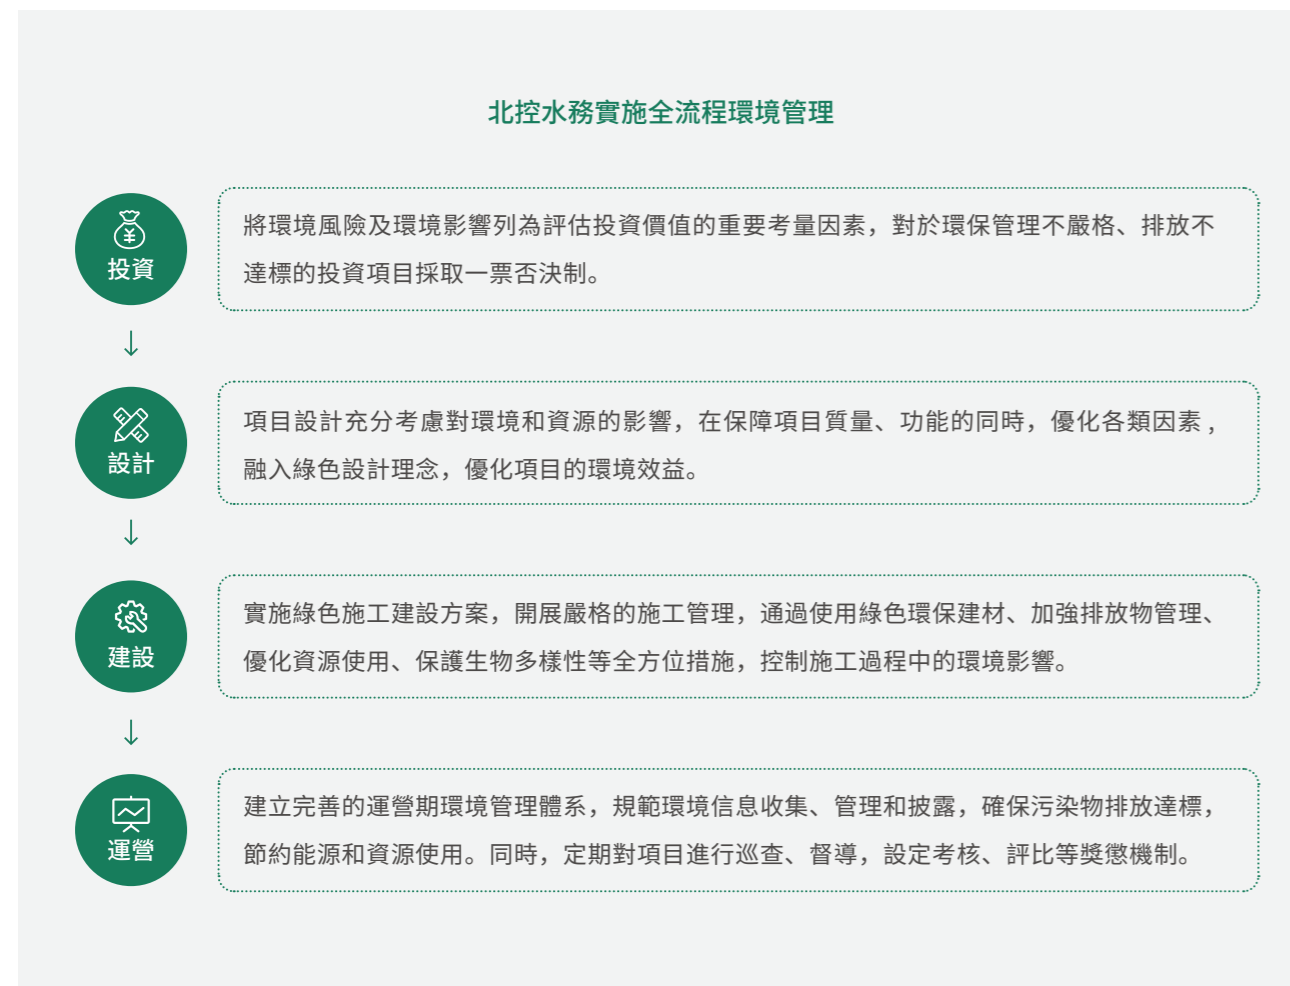 北控水務實施全流程環境管理
投資
將環境風險及環境影響列為評估投資價值的重要考量因素，對於環保管理不嚴格、排放不
達標的投資項目採取一票否決制。
設計
項目設計充分考慮對環境和資源的影響，在保障項目質量、功能的同時，優化各類因素 ,
融入綠色設計理念，優化項目的環境效益。
建設
實施綠色施工建設方案，開展嚴格的施工管理，通過使用綠色環保建材、加強排放物管理、
優化資源使用、保護生物多樣性等全方位措施，控制施工過程中的環境影響。
運營
建立完善的運營期環境管理體系，規範環境信息收集、管理和披露，確保污染物排放達標，
節約能源和資源使用。同時，定期對項目進行巡查、督導，設定考核、評比等獎懲機制。